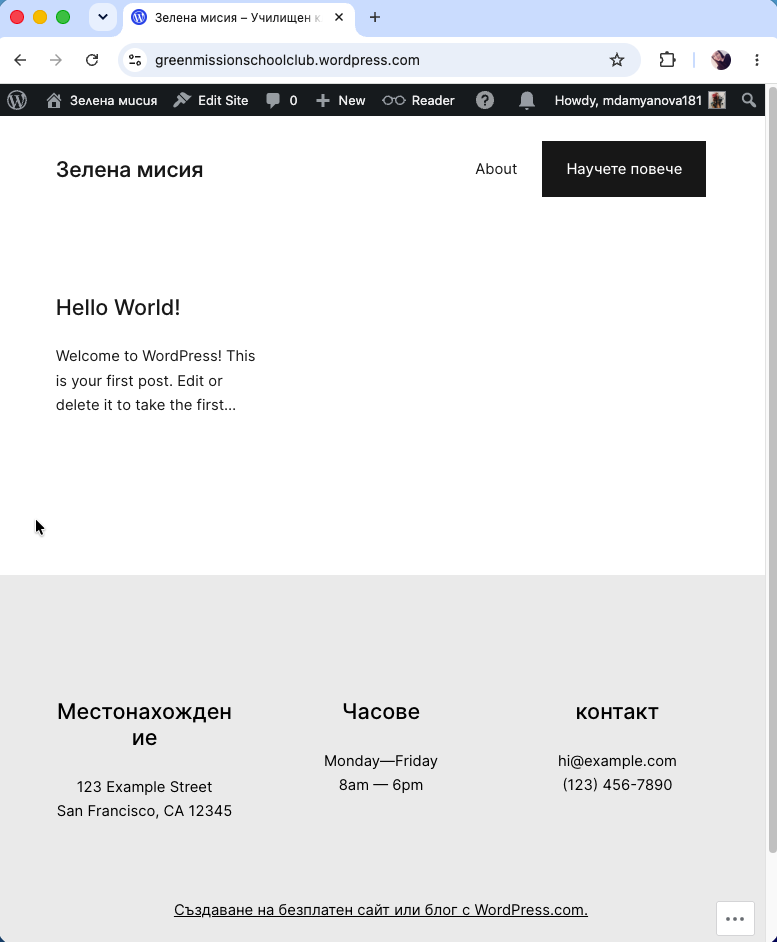 Зелена мисия – Училищен к
greenmissionschoolclub.wordpress.com
Зелена мисия Edit Site 0 New Reader Howdy, mdamyanova181
Зелена мисия
About
Научете повече
Hello World!
Welcome to WordPress! This
is your first post. Edit or
delete it to take the first…
Местонахожден
ие
123 Example Street
San Francisco, CA 12345
Часове
Monday—Friday
8am — 6pm
контакт
hi@example.com
(123) 456-7890
Създаване на безплатен сайт или блог с WordPress.com.